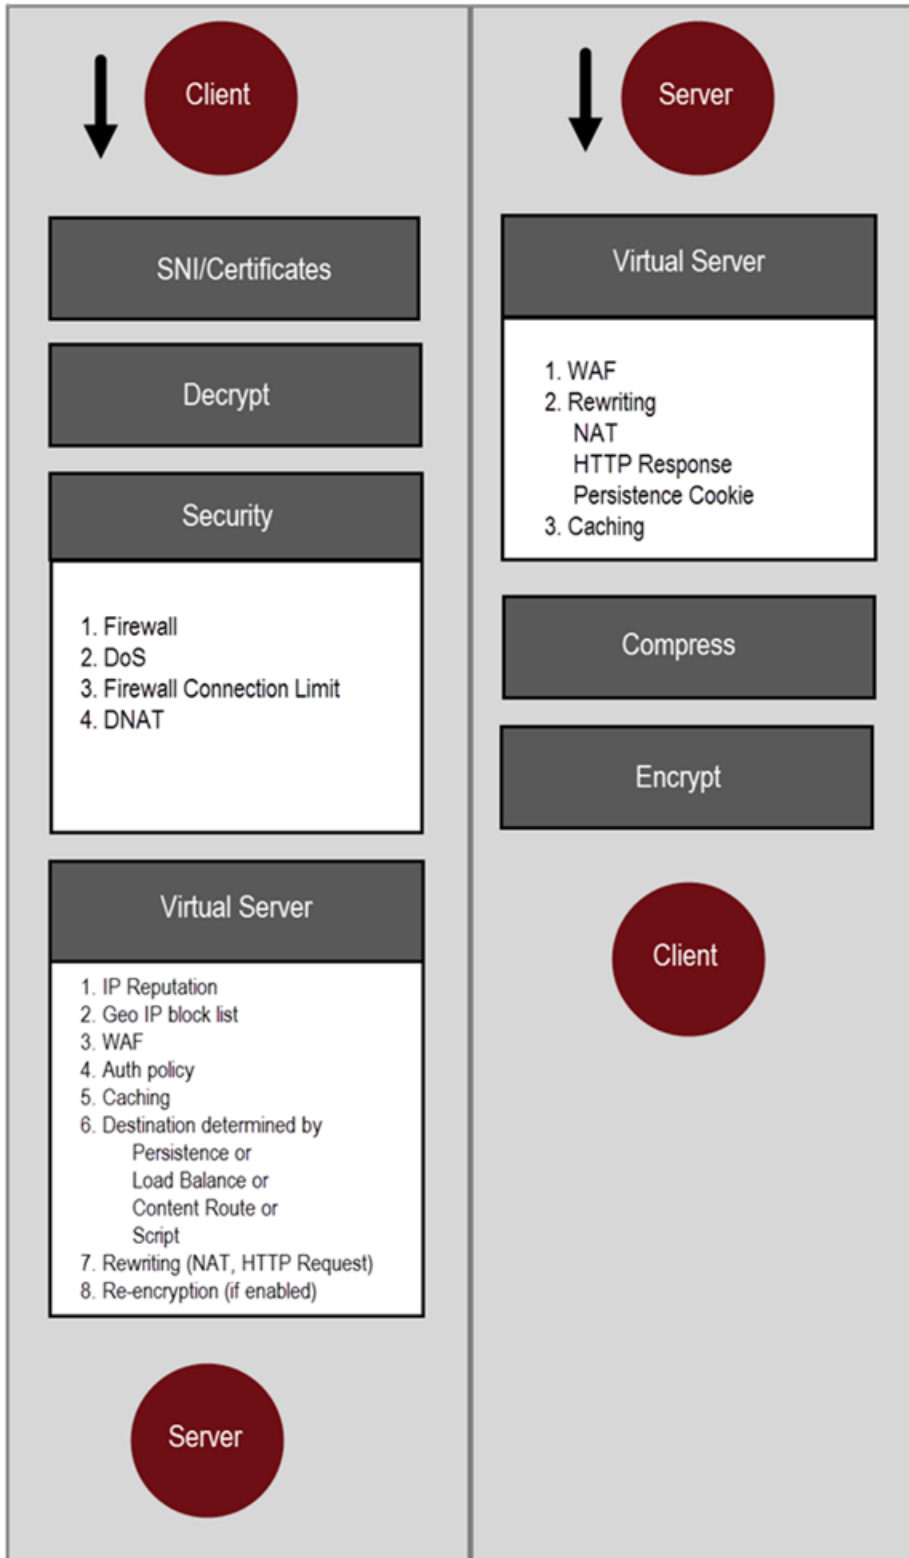 Client
SNI/Certificates
Decrypt
Security
1. Firewall
2. DoS
3. Firewall Connection Limit
4. DNAT
Virtual Server
1. IP Reputation
2. Geo IP block list
3. WAF
4. Auth policy
5. Caching
6. Destination determined by
Persistence or
Load Balance or
Content Route or
Script
7. Rewriting (NAT, HTTP Request)
8. Re-encryption (if enabled)
Server
Server
Virtual Server
1. WAF
2. Rewriting
NAT
HTTP Response
Persistence Cookie
3. Caching
Compress
Encrypt
Client